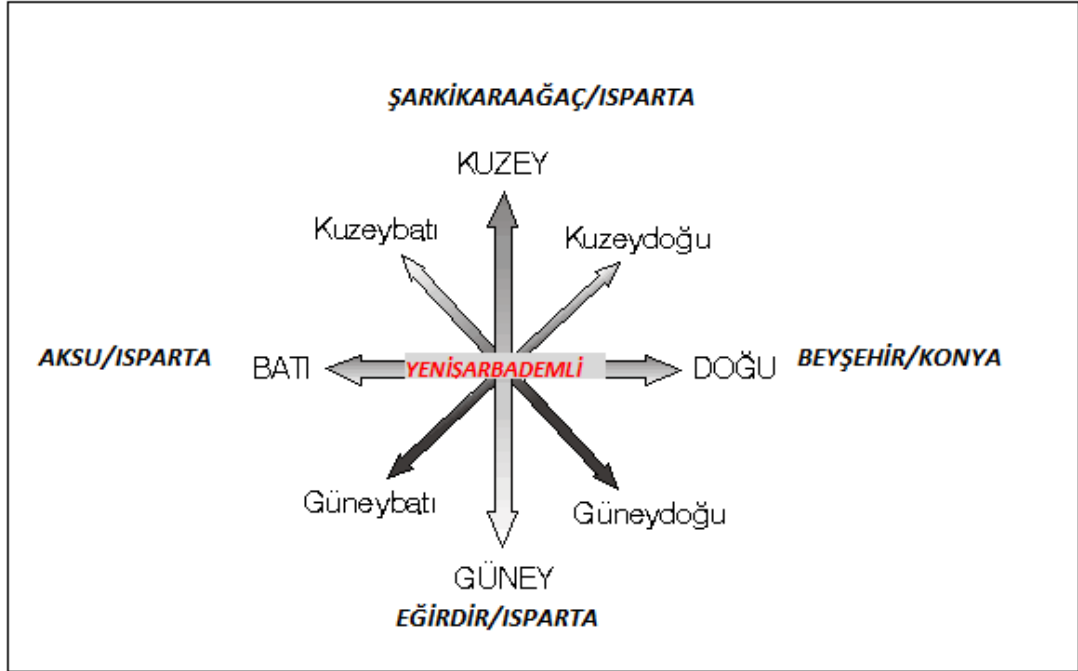 ŞARKİKARAAĞAÇ/ISPARTA
KUZEY
Kuzeybatı
Kuzeydoğu
AKSU/ISPARTA
BATI
YENİŞARBADEMLİ
DOĞU
BEYŞEHİR/KONYA
Güneybatı
Güneydoğu
GÜNEY
EĞİRDİR/ISPARTA